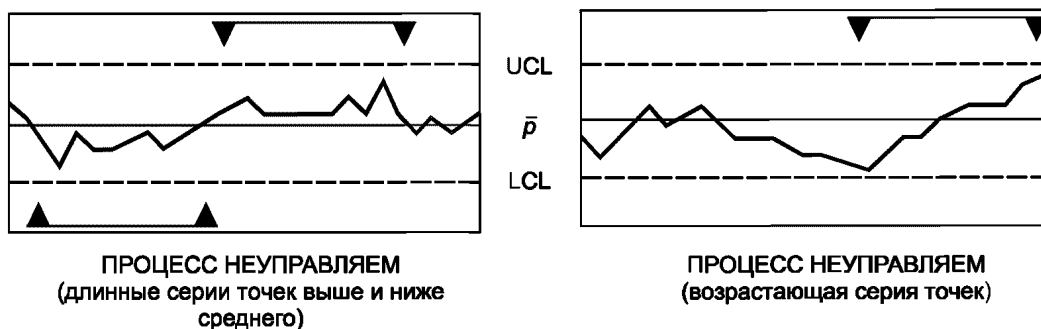 UCL
p̄
LCL
ПРОЦЕСС НЕУПРАВЛЯЕМ
(длинные серии точек выше и ниже
среднего)
ПРОЦЕСС НЕУПРАВЛЯЕМ
(возрастающая серия точек)